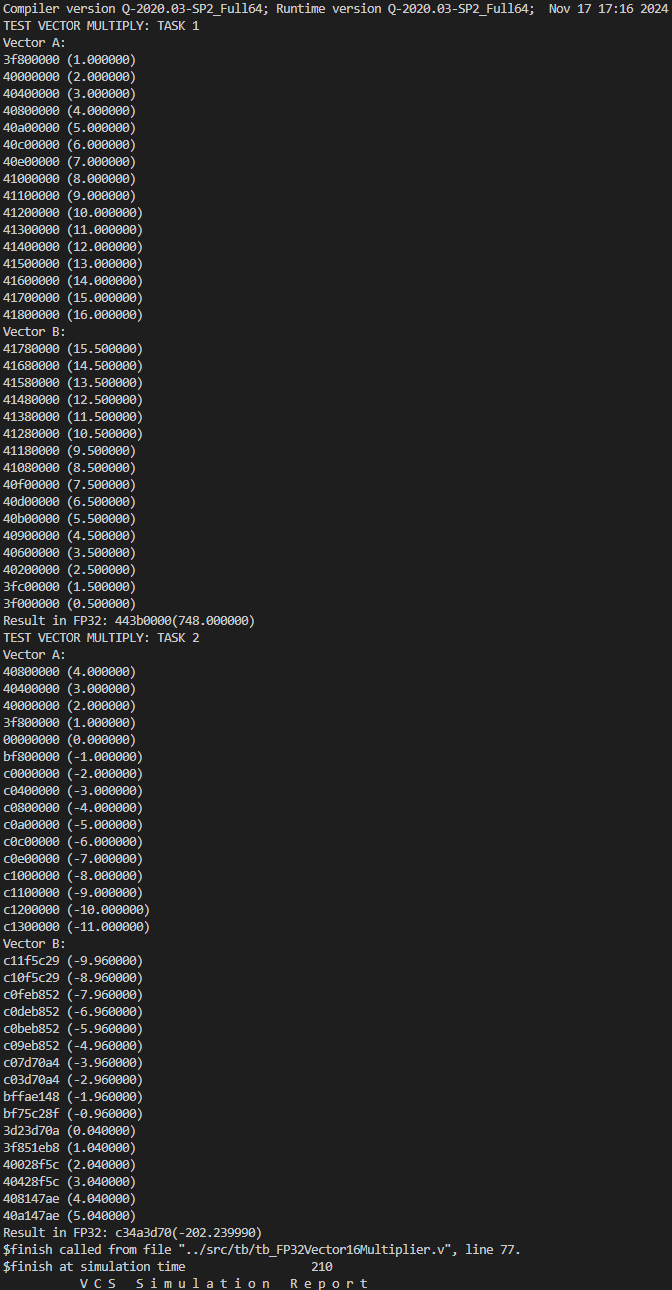 Compiler version Q-2020.03-SP2_Full64; Runtime version Q-2020.03-SP2_Full64;  Nov 17 17:16 2024
TEST VECTOR MULTIPLY: TASK 1
Vector A:
3f800000 (1.000000)
40000000 (2.000000)
40400000 (3.000000)
40800000 (4.000000)
40a00000 (5.000000)
40c00000 (6.000000)
40e00000 (7.000000)
41000000 (8.000000)
41100000 (9.000000)
41200000 (10.000000)
41300000 (11.000000)
41400000 (12.000000)
41500000 (13.000000)
41600000 (14.000000)
41700000 (15.000000)
41800000 (16.000000)
Vector B:
41780000 (15.500000)
41680000 (14.500000)
41580000 (13.500000)
41480000 (12.500000)
41380000 (11.500000)
41280000 (10.500000)
41180000 (9.500000)
41080000 (8.500000)
40f00000 (7.500000)
40d00000 (6.500000)
40b00000 (5.500000)
40900000 (4.500000)
40600000 (3.500000)
40200000 (2.500000)
3fc00000 (1.500000)
3f000000 (0.500000)
Result in FP32: 443b0000(748.000000)
TEST VECTOR MULTIPLY: TASK 2
Vector A:
40800000 (4.000000)
40400000 (3.000000)
40000000 (2.000000)
3f800000 (1.000000)
00000000 (0.000000)
bf800000 (-1.000000)
c0000000 (-2.000000)
c0400000 (-3.000000)
c0800000 (-4.000000)
c0a00000 (-5.000000)
c0c00000 (-6.000000)
c0e00000 (-7.000000)
c1000000 (-8.000000)
c1100000 (-9.000000)
c1200000 (-10.000000)
c1300000 (-11.000000)
Vector B:
c11f5c29 (-9.960000)
c10f5c29 (-8.960000)
c0feb852 (-7.960000)
c0deb852 (-6.960000)
c0beb852 (-5.960000)
c09eb852 (-4.960000)
c07d70a4 (-3.960000)
c03d70a4 (-2.960000)
bffae148 (-1.960000)
bf75c28f (-0.960000)
3d23d70a (0.040000)
3f851eb8 (1.040000)
40028f5c (2.040000)
40428f5c (3.040000)
408147ae (4.040000)
40a147ae (5.040000)
Result in FP32: c34a3d70(-202.239990)
$finish called from file "../src/tb/tb_FP32Vector16Multiplier.v", line 77.
$finish at simulation time                  210
           V C S   S i m u l a t i o n   R e p o r t